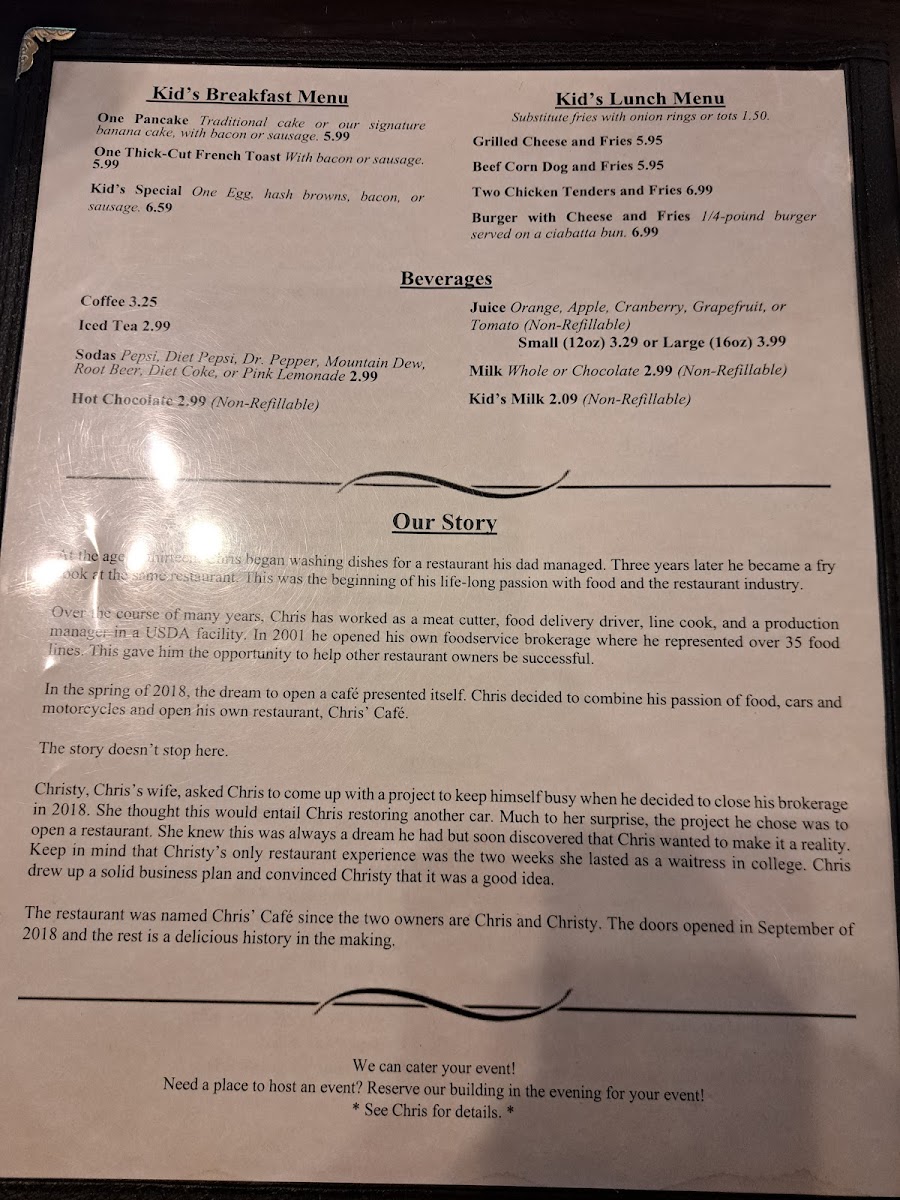 Kid's Breakfast Menu
One Pancake Traditional cake or our signature
banana cake, with bacon or sausage. 5.99
One Thick-Cut French Toast With bacon or sausage.
5.99
Kid's Special One Egg, hash browns, bacon, or
sausage. 6.59
Kid's Lunch Menu
Substitute fries with onion rings or tots 1.50.
Grilled Cheese and Fries 5.95
Beef Corn Dog and Fries 5.95
Two Chicken Tenders and Fries 6.99
Burger with Cheese and Fries 1/4-pound burger
served on a ciabatta bun. 6.99
Beverages
Coffee 3.25
Iced Tea 2.99
Sodas Pepsi, Diet Pepsi, Dr. Pepper, Mountain Dew,
Root Beer, Diet Coke, or Pink Lemonade 2.99
Hot Chocolate 2.99 (Non-Refillable)
Juice Orange, Apple, Cranberry, Grapefruit, or
Tomato (Non-Refillable)
Small (12oz) 3.29 or Large (16oz) 3.99
Milk Whole or Chocolate 2.99 (Non-Refillable)
Kid's Milk 2.09 (Non-Refillable)
Our Story
At the age Chris began washing dishes for a restaurant his dad managed. Three years later he became a fry
cook at the same restaurant. This was the beginning of his life-long passion with food and the restaurant industry.
Over the course of many years, Chris has worked as a meat cutter, food delivery driver, line cook, and a production
manager in a USDA facility. In 2001 he opened his own foodservice brokerage where he represented over 35 food
lines. This gave him the opportunity to help other restaurant owners be successful.
In the spring of 2018, the dream to open a café presented itself. Chris decided to combine his passion of food, cars and
motorcycles and open his own restaurant, Chris' Café.
The story doesn't stop here.
Christy, Chris's wife, asked Chris to come up with a project to keep himself busy when he decided to close his brokerage
in 2018. She thought this would entail Chris restoring another car. Much to her surprise, the project he chose was to
open a restaurant. She knew this was always a dream he had but soon discovered that Chris wanted to make it a reality.
Keep in mind that Christy's only restaurant experience was the two weeks she lasted as a waitress in college. Chris
drew up a solid business plan and convinced Christy that it was a good idea.
The restaurant was named Chris' Café since the two owners are Chris and Christy. The doors opened in September of
2018 and the rest is a delicious history in the making.
We can cater your event!
Need a place to host an event? Reserve our building in the evening for your event!
* See Chris for details. *